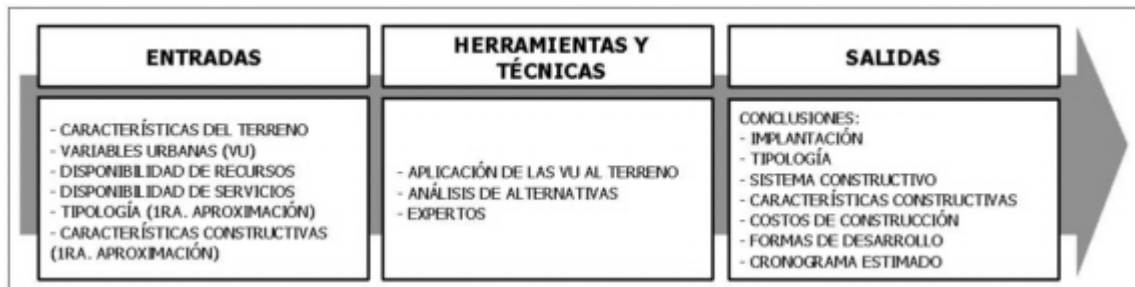 ENTRADAS
- CARACTERÍSTICAS DEL TERRENO
- VARIABLES URBANAS (VU)
- DISPONIBILIDAD DE RECURSOS
- DISPONIBILIDAD DE SERVICIOS
- TIPOLOGÍA (1RA. APROXIMACIÓN)
- CARACTERÍSTICAS CONSTRUCTIVAS
(1RA. APROXIMACIÓN)
HERRAMIENTAS Y
TÉCNICAS
- APLICACIÓN DE LAS VU AL TERRENO
- ANÁLISIS DE ALTERNATIVAS
- EXPERTOS
SALIDAS
CONCLUSIONES:
- IMPLANTACIÓN
- TIPOLOGÍA
- SISTEMA CONSTRUCTIVO
- CARACTERÍSTICAS CONSTRUCTIVAS
- COSTOS DE CONSTRUCCIÓN
- FORMAS DE DESARROLLO
- CRONOGRAMA ESTIMADO